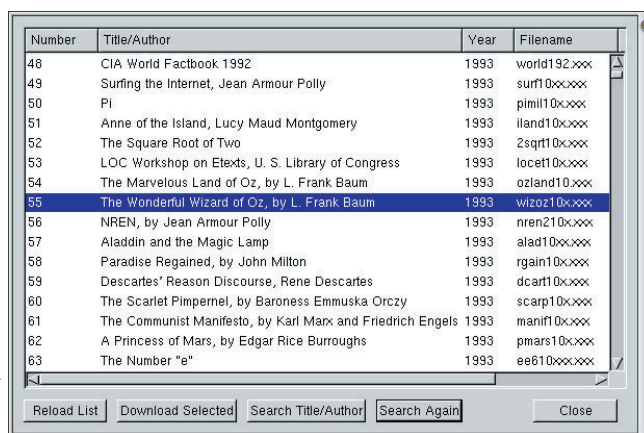 Number Title/Author Year Filename
48 CIA World Factbook 1992 1993 world192.xxx
49 Surfing the Internet, Jean Armour Polly 1993 surf10xx.xxx
50 Pi 1993 pimil10x.xxx
51 Anne of the Island, Lucy Maud Montgomery 1993 iland10x.xxx
52 The Square Root of Two 1993 2sqrt10x.xxx
53 LOC Workshop on Etexts, U. S. Library of Congress 1993 locet10x.xxx
54 The Marvelous Land of Oz, by L. Frank Baum 1993 ozland10.xxx
55 The Wonderful Wizard of Oz, by L. Frank Baum 1993 wizoz10x.xxx
56 NREN, by Jean Armour Polly 1993 nren210x.xxx
57 Aladdin and the Magic Lamp 1993 alad10xx.xxx
58 Paradise Regained, by John Milton 1993 rgain10x.xxx
59 Descartes' Reason Discourse, Rene Descartes 1993 dcart10x.xxx
60 The Scarlet Pimpernel, by Baroness Emmuska Orczy 1993 scarp10x.xxx
61 The Communist Manifesto, by Karl Marx and Friedrich Engels 1993 manif10x.xxx
62 A Princess of Mars, by Edgar Rice Burroughs 1993 pmars10x.xxx
63 The Number "e" 1993 ee610xxx.xxx
Reload List Download Selected Search Title/Author Search Again Close